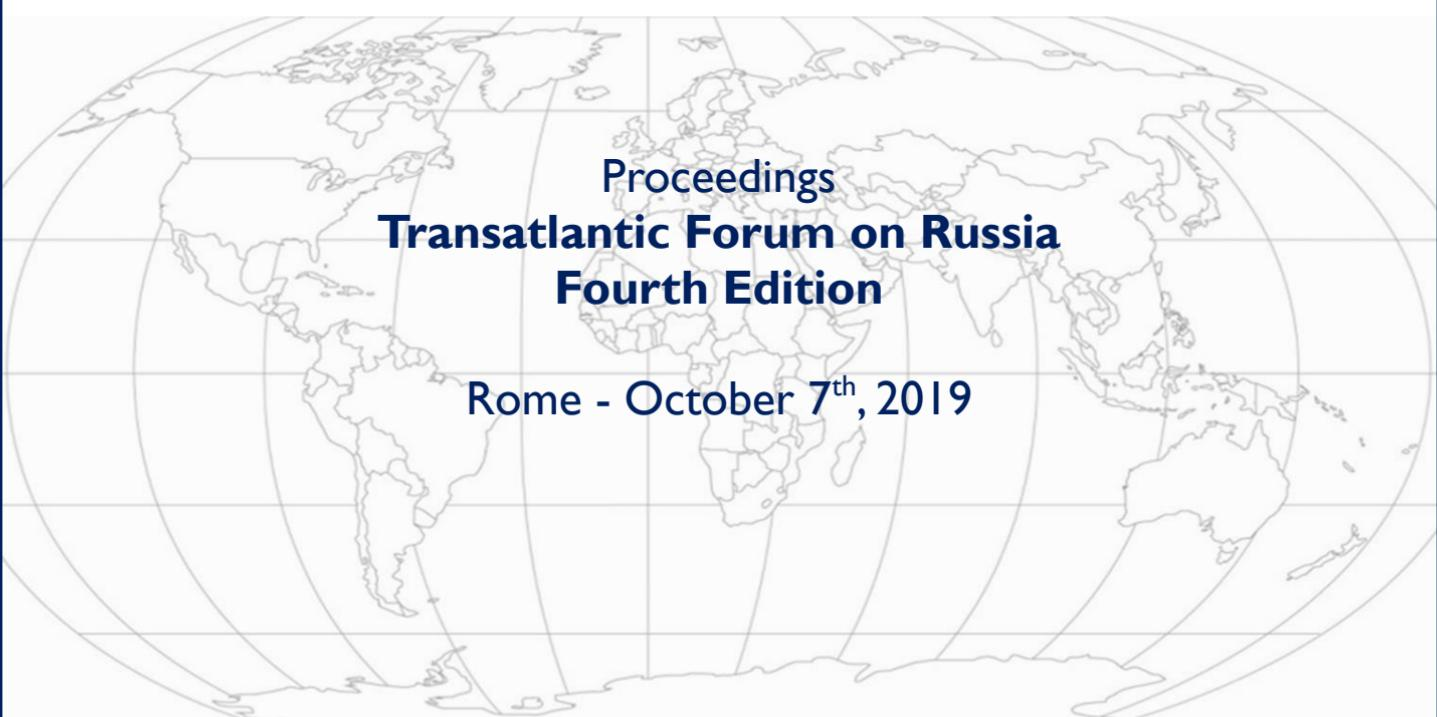 Proceedings
Transatlantic Forum on Russia
Fourth Edition
Rome - October 7th, 2019